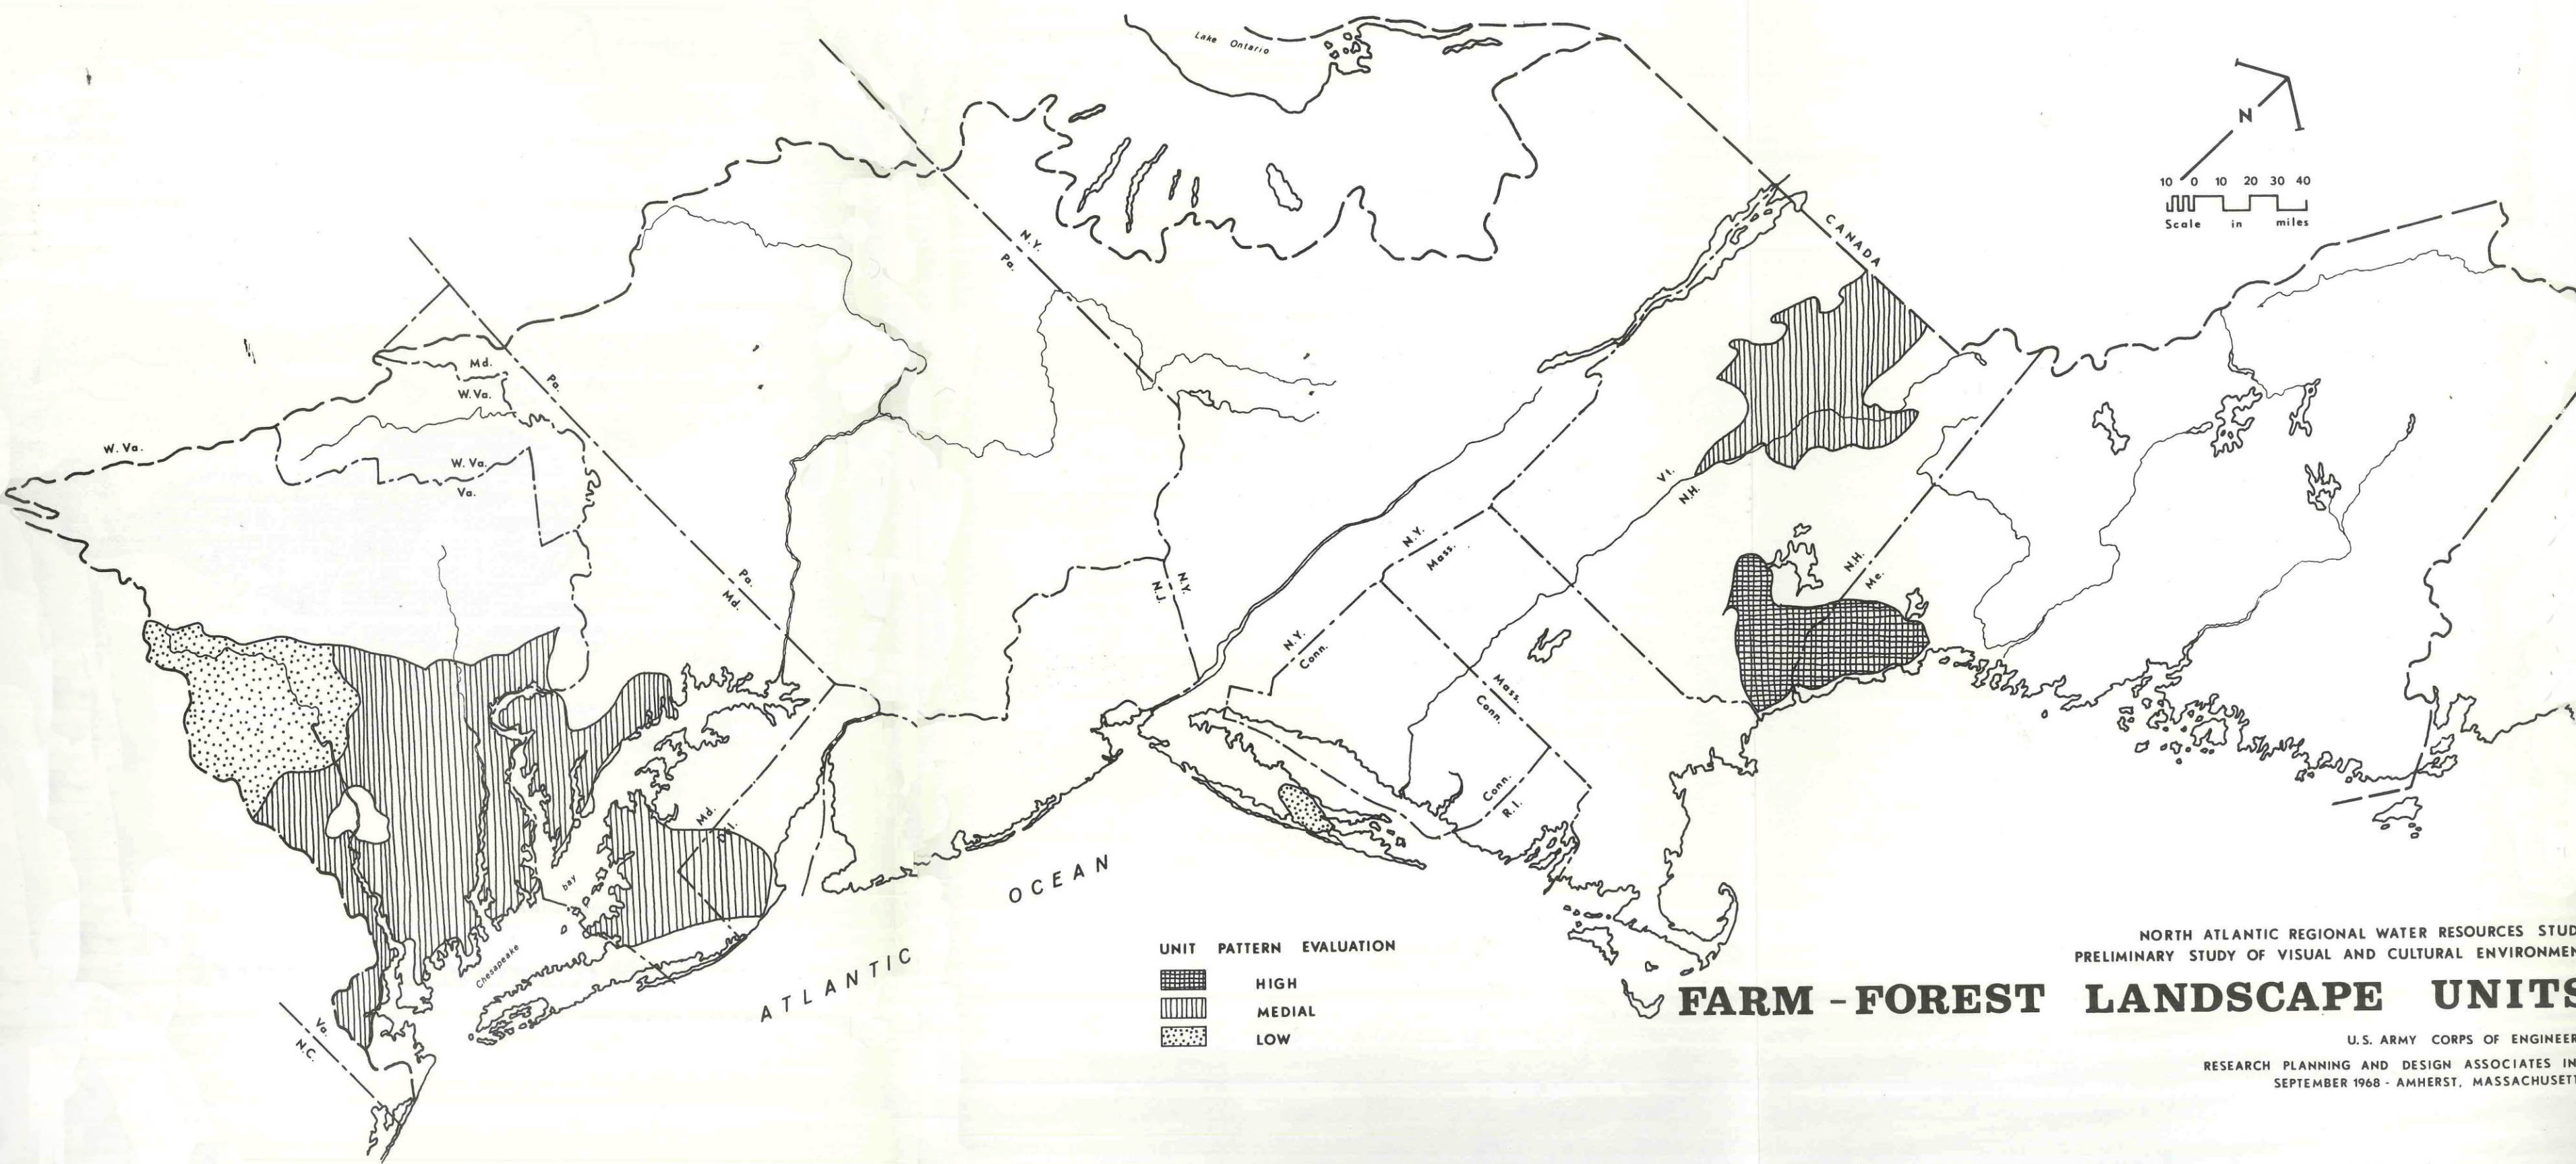 Lake Ontario
CANADA
N
10 0 10 20 30 40
Scale in miles
N.Y.
Pa.
Md.
W. Va.
Pa.
W. Va.
W. Va.
Va.
Pa.
Md.
N.Y.
N.J.
N.Y.
Mass.
N.Y.
Conn.
Mass.
Conn.
Conn.
R.I.
Vt.
N.H.
N.H.
Me.
Md.
Del.
bay
Chesapeake
Va.
N.C.
ATLANTIC
OCEAN
UNIT PATTERN EVALUATION
HIGH
MEDIAL
LOW
NORTH ATLANTIC REGIONAL WATER RESOURCES STUD
PRELIMINARY STUDY OF VISUAL AND CULTURAL ENVIRONMEN
FARM - FOREST LANDSCAPE UNITS
U.S. ARMY CORPS OF ENGINEER
RESEARCH PLANNING AND DESIGN ASSOCIATES IN
SEPTEMBER 1968 - AMHERST, MASSACHUSETT